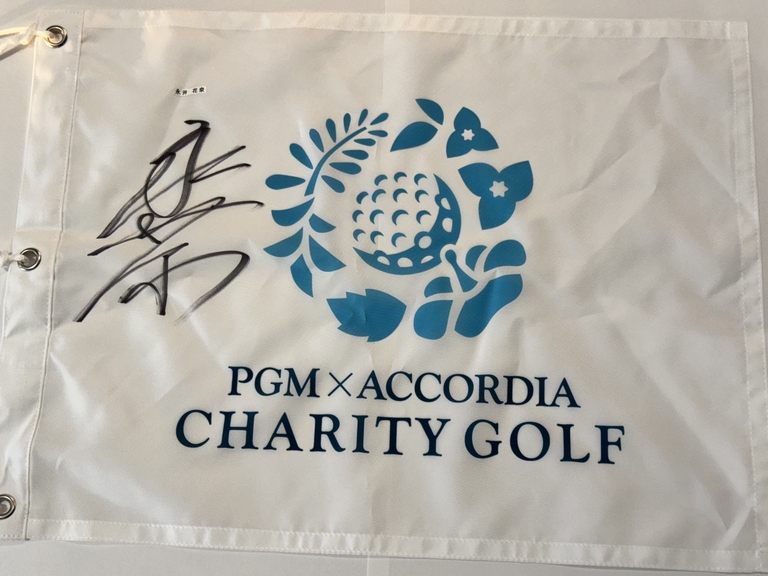 永井 花奈
PGM×ACCORDIA
CHARITY GOLF